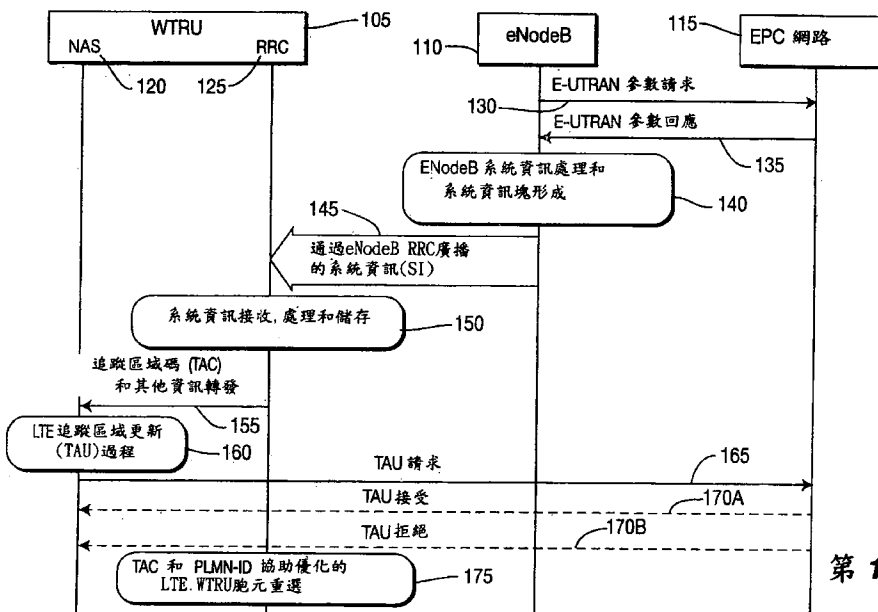 WTRU
105
NAS
RRC
120
125
110
eNodeB
115
EPC 網路
E-UTRAN 參數請求
130
E-UTRAN 參數回應
135
ENodeB 系統資訊處理和
系統資訊塊形成
140
145
通過eNodeB RRC廣播
的系統資訊(SI)
系統資訊接收,處理和儲存
150
追蹤區域碼 (TAC)
和其他資訊轉發
155
LTE追蹤區域更新
(TAU)過程
160
TAU 請求
165
TAU接受
170A
TAU拒絕
170B
TAC 和 PLMN-ID 協助優化的
LTE.WTRU胞元重選
175
第 1